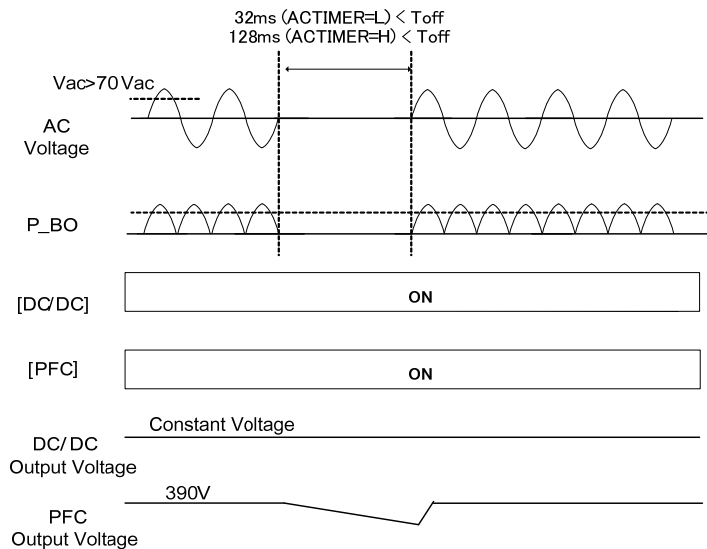 32ms (ACTIMER=L) < Toff
128ms (ACTIMER=H) < Toff
Vac>70Vac
AC
Voltage
P_BO
[DC/DC]
ON
[PFC]
ON
Constant Voltage
DC/DC
Output Voltage
390V
PFC
Output Voltage